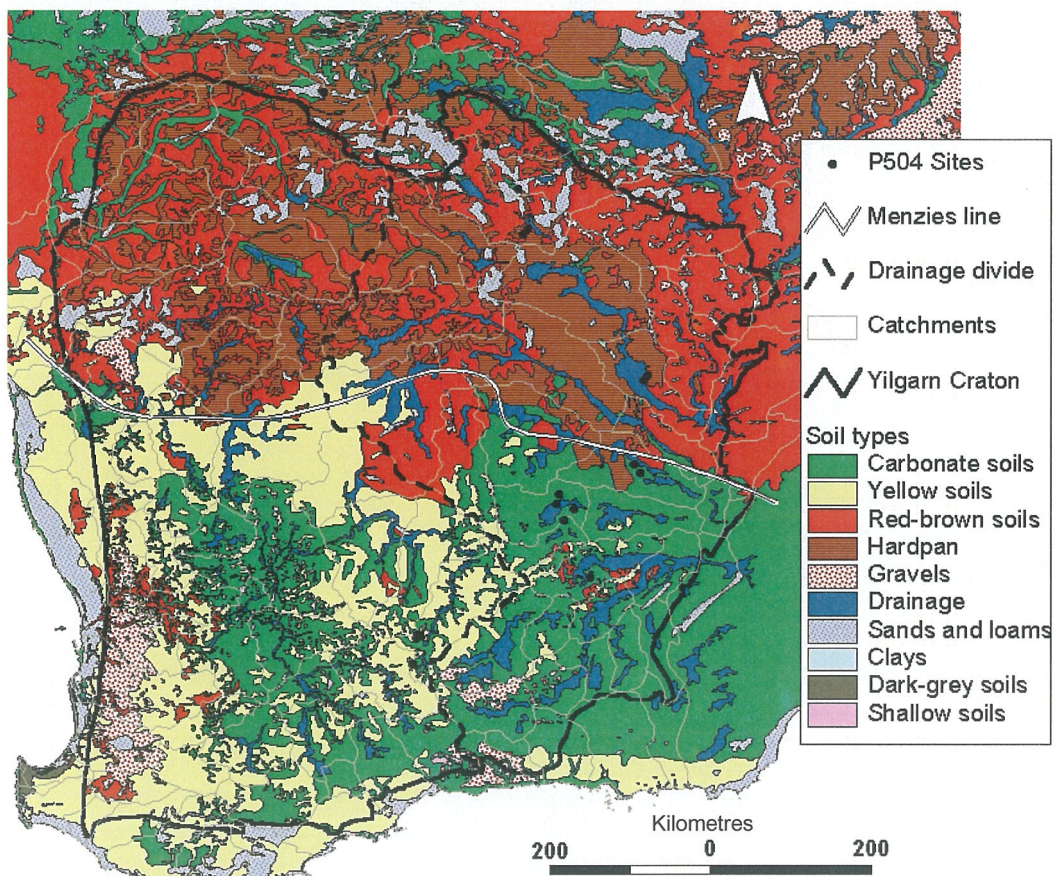 P504 Sites
Menzies line
Drainage divide
Catchments
Yilgarn Craton
Soil types
Carbonate soils
Yellow soils
Red-brown soils
Hardpan
Gravels
Drainage
Sands and loams
Clays
Dark-grey soils
Shallow soils
Kilometres
200 0 200